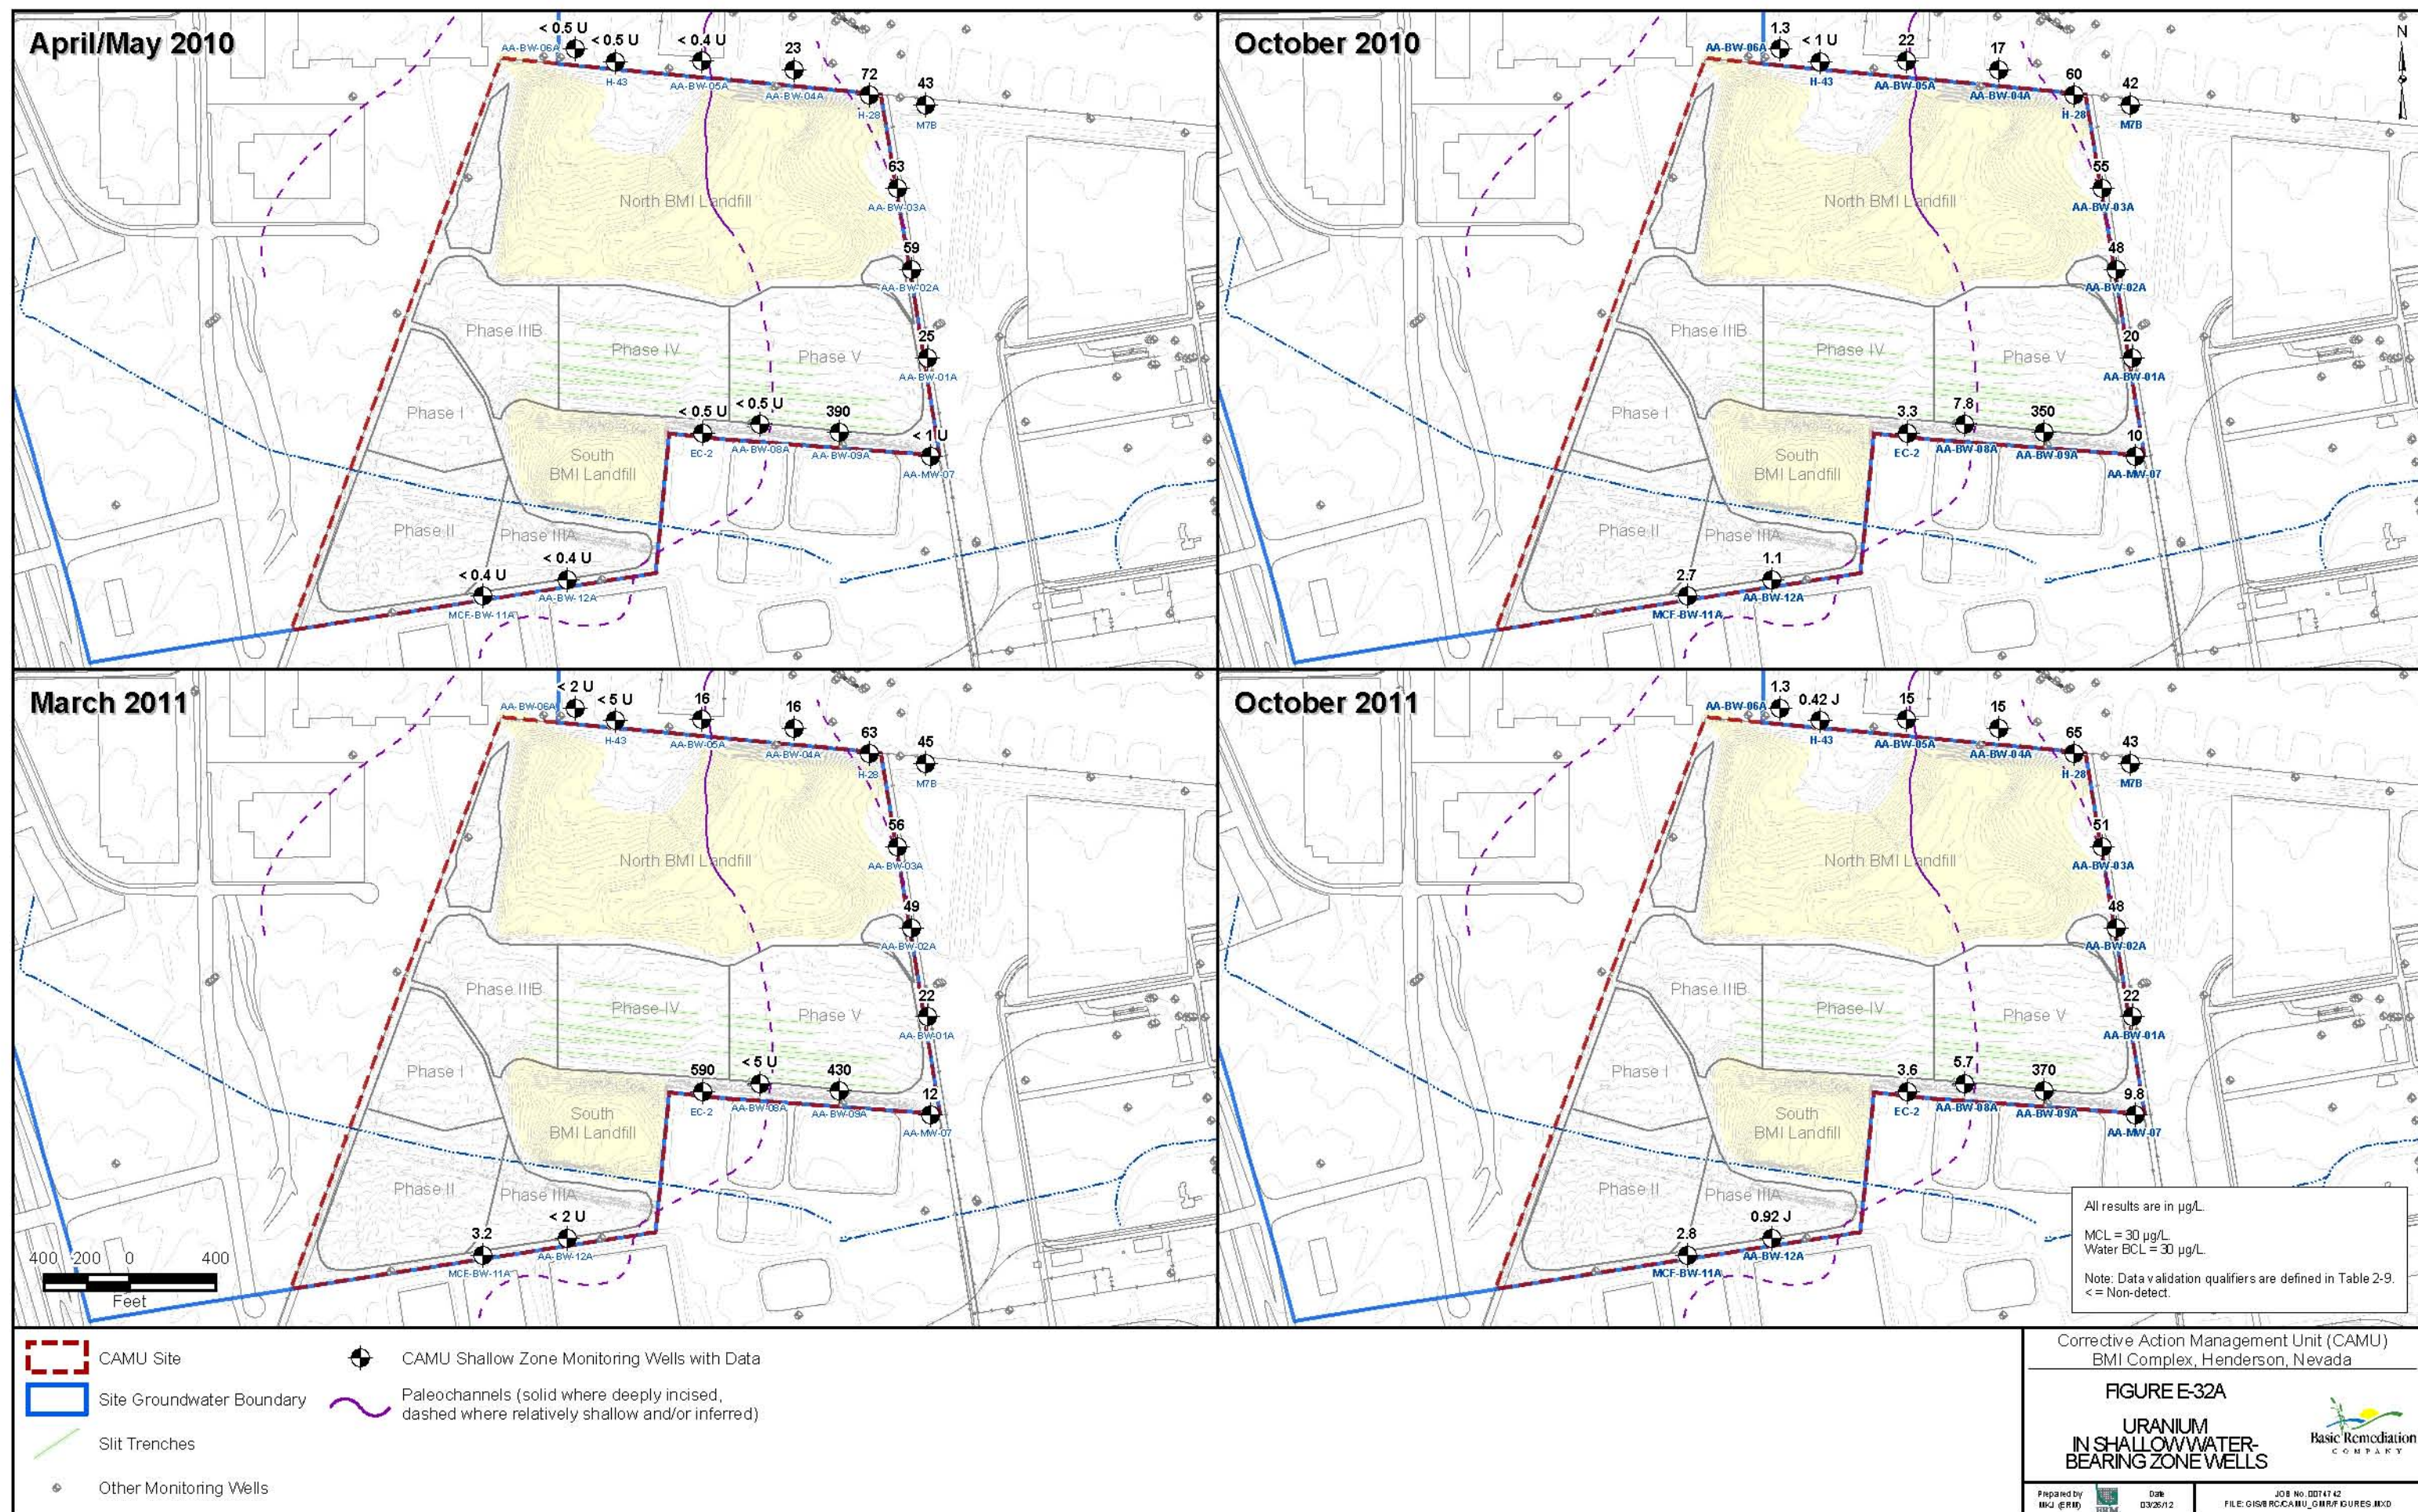 April/May 2010
< 0.5 U
< 0.5 U
< 0.4 U
23
72
43
AA-BW-06A
H-43
AA-BW-05A
AA-BW-04A
H-28
M7B
63
AA-BW-03A
North BMI Landfill
59
AA-BW-02A
Phase IIIB
Phase IV
Phase V
25
AA-BW-01A
Phase I
< 0.5 U
< 0.5 U
390
< 1 U
EC-2
AA-BW-08A
AA-BW-09A
AA-MW-07
South
BMI Landfill
Phase II
Phase IIIA
< 0.4 U
< 0.4 U
MCF-BW-11A
AA-BW-12A
October 2010
N
1.3
< 1 U
22
17
60
42
AA-BW-06A
H-43
AA-BW-05A
AA-BW-04A
H-28
M7B
55
AA-BW-03A
North BMI Landfill
48
AA-BW-02A
Phase IIIB
Phase IV
Phase V
20
AA-BW-01A
Phase I
3.3
7.8
350
10
EC-2
AA-BW-08A
AA-BW-09A
AA-MW-07
South
BMI Landfill
Phase II
Phase IIIA
2.7
1.1
MCF-BW-11A
AA-BW-12A
March 2011
< 2 U
< 5 U
16
16
63
45
AA-BW-06A
H-43
AA-BW-05A
AA-BW-04A
H-28
M7B
56
AA-BW-03A
North BMI Landfill
49
AA-BW-02A
Phase IIIB
Phase IV
Phase V
22
AA-BW-01A
Phase I
590
< 5 U
430
12
EC-2
AA-BW-08A
AA-BW-09A
AA-MW-07
South
BMI Landfill
Phase II
Phase IIIA
3.2
< 2 U
MCF-BW-11A
AA-BW-12A
400 200 0 400
Feet
October 2011
1.3
0.42 J
15
15
65
43
AA-BW-06A
H-43
AA-BW-05A
AA-BW-04A
H-28
M7B
51
AA-BW-03A
North BMI Landfill
48
AA-BW-02A
Phase IIIB
Phase IV
Phase V
22
AA-BW-01A
Phase I
3.6
5.7
370
9.8
EC-2
AA-BW-08A
AA-BW-09A
AA-MW-07
South
BMI Landfill
Phase II
Phase IIIA
2.8
0.92 J
MCF-BW-11A
AA-BW-12A
All results are in µg/L.
MCL = 30 µg/L.
Water BCL = 30 µg/L.
Note: Data validation qualifiers are defined in Table 2-9.
< = Non-detect.
CAMU Site
Site Groundwater Boundary
Slit Trenches
Other Monitoring Wells
CAMU Shallow Zone Monitoring Wells with Data
Paleochannels (solid where deeply incised,
dashed where relatively shallow and/or inferred)
Corrective Action Management Unit (CAMU)
BMI Complex, Henderson, Nevada
FIGURE E-32A
URANIUM
IN SHALLOW WATER-
BEARING ZONE WELLS
Basic Remediation
COMPANY
Prepared by
MKJ (ERM)
ERM
Date
03/26/12
JOB No. 0074742
FILE: GIS/BRC/CAMU_GMR/FIGURES.MXD